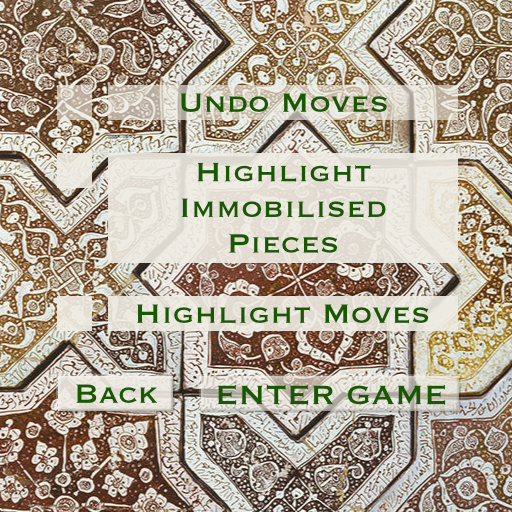 Undo Moves
Highlight
Immobilised
Pieces
Highlight Moves
Back
ENTER GAME